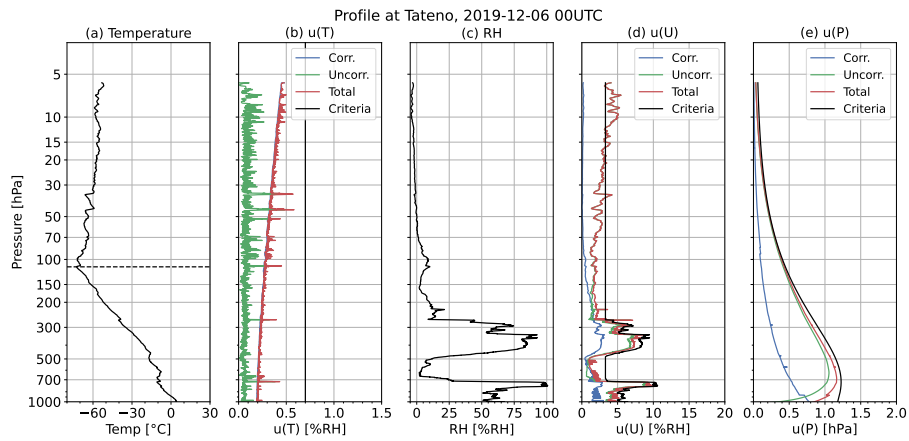 Profile at Tateno, 2019-12-06 00UTC
(a) Temperature
(b) u(T)
(c) RH
(d) u(U)
(e) u(P)
Pressure [hPa]
5
10
15
20
30
50
70
100
150
200
300
500
700
1000
−80 −60 −30 0 30
Temp [°C]
Corr.
Uncorr.
Total
Criteria
0.0 0.5 1.0 1.5
u(T) [%RH]
0 25 50 75 100
RH [%RH]
Corr.
Uncorr.
Total
Criteria
0 10 20
u(U) [%RH]
Corr.
Uncorr.
Total
Criteria
0.0 0.5 1.0 1.5 2.0
u(P) [hPa]